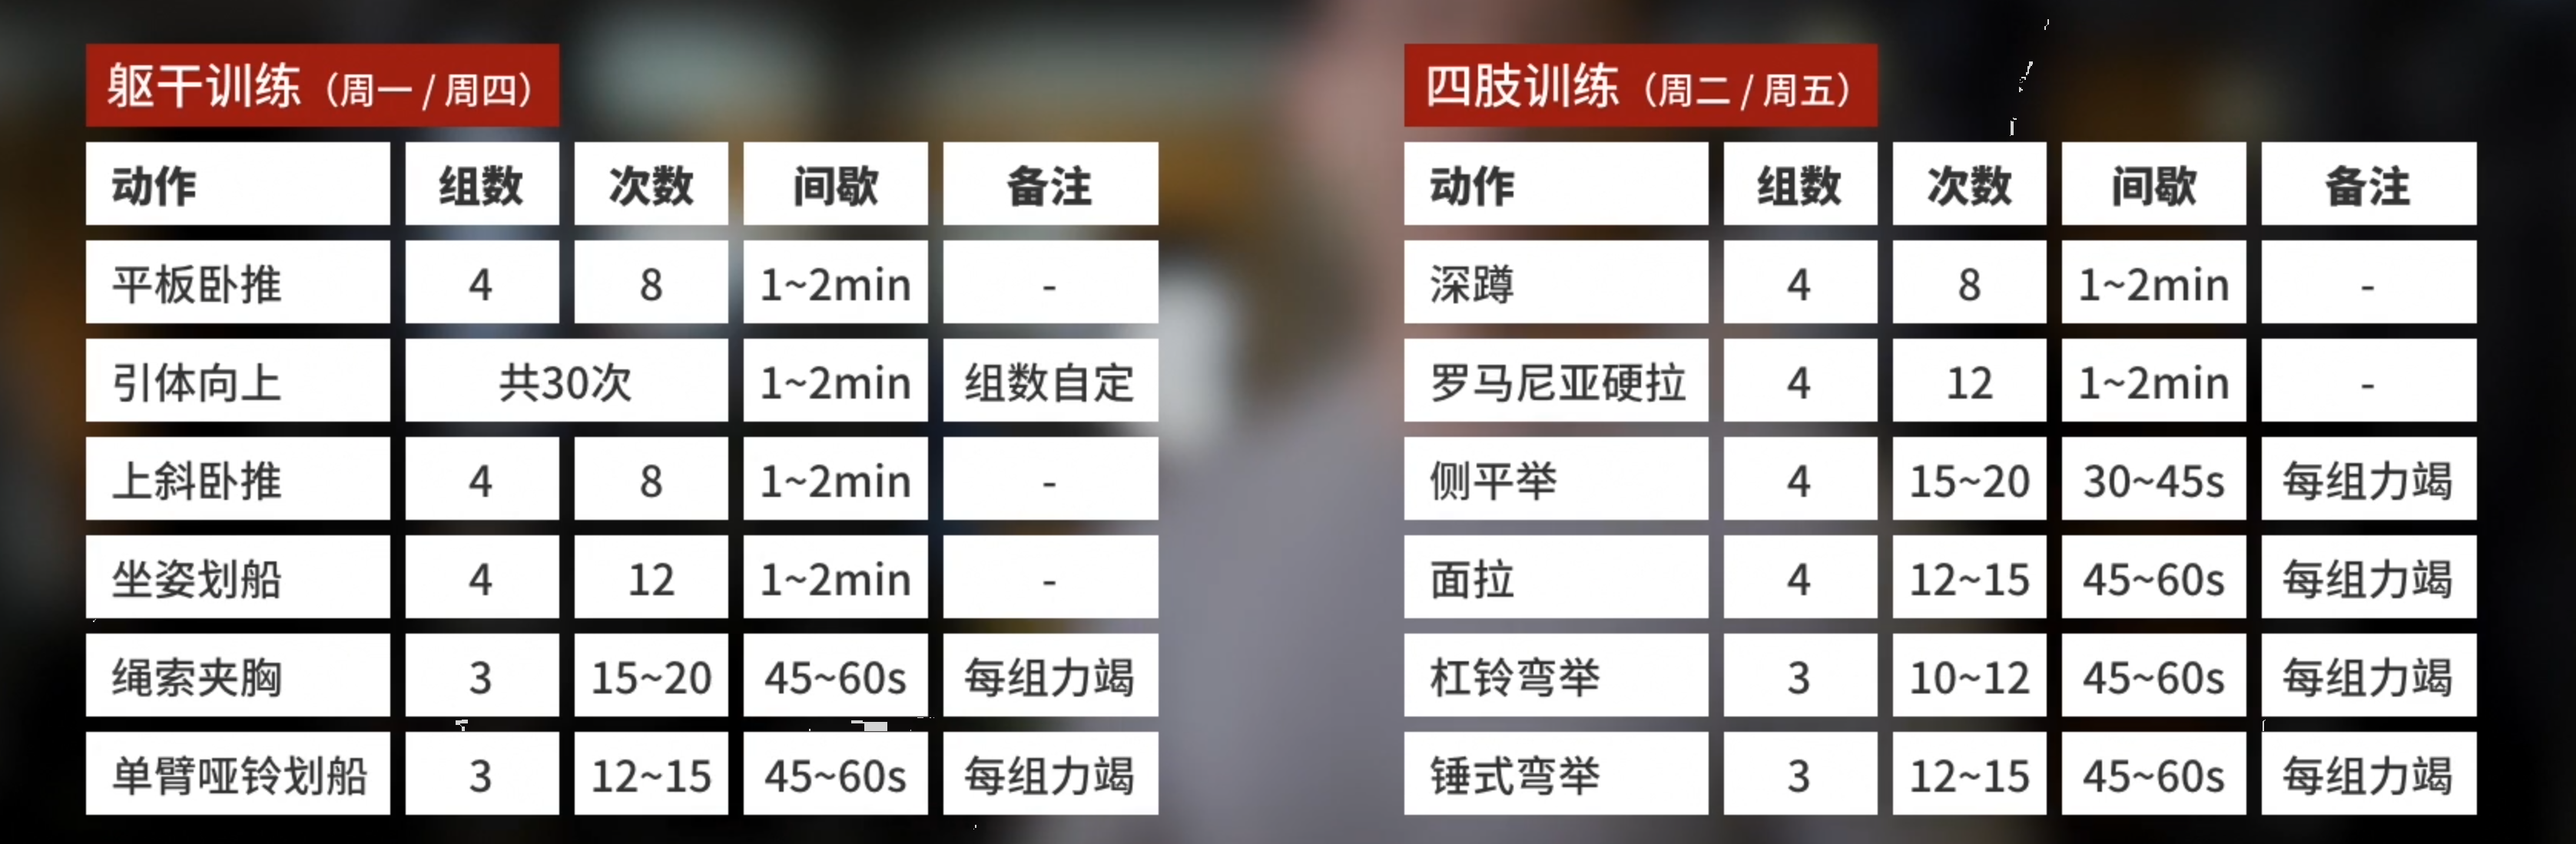 躯干训练（周一 / 周四）
动作 组数 次数 间歇 备注
平板卧推 4 8 1~2min -
引体向上 共30次 1~2min 组数自定
上斜卧推 4 8 1~2min -
坐姿划船 4 12 1~2min -
绳索夹胸 3 15~20 45~60s 每组力竭
单臂哑铃划船 3 12~15 45~60s 每组力竭
四肢训练（周二 / 周五）
动作 组数 次数 间歇 备注
深蹲 4 8 1~2min -
罗马尼亚硬拉 4 12 1~2min -
侧平举 4 15~20 30~45s 每组力竭
面拉 4 12~15 45~60s 每组力竭
杠铃弯举 3 10~12 45~60s 每组力竭
锤式弯举 3 12~15 45~60s 每组力竭